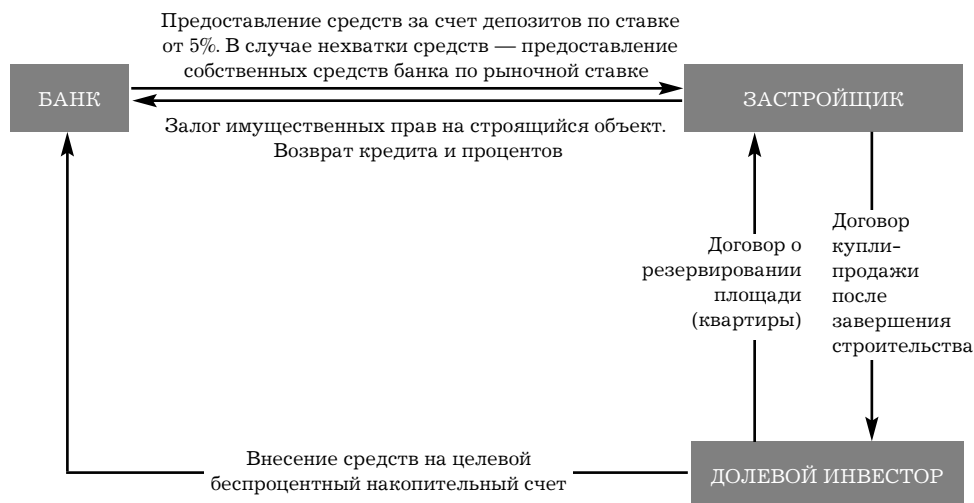 Предоставление средств за счет депозитов по ставке
от 5%. В случае нехватки средств — предоставление
собственных средств банка по рыночной ставке
БАНК
ЗАСТРОЙЩИК
Залог имущественных прав на строящийся объект.
Возврат кредита и процентов
Договор о
резервировании
площади
(квартиры)
Договор
купли-
продажи
после
завершения
строительства
Внесение средств на целевой
беспроцентный накопительный счет
ДОЛЕВОЙ ИНВЕСТОР